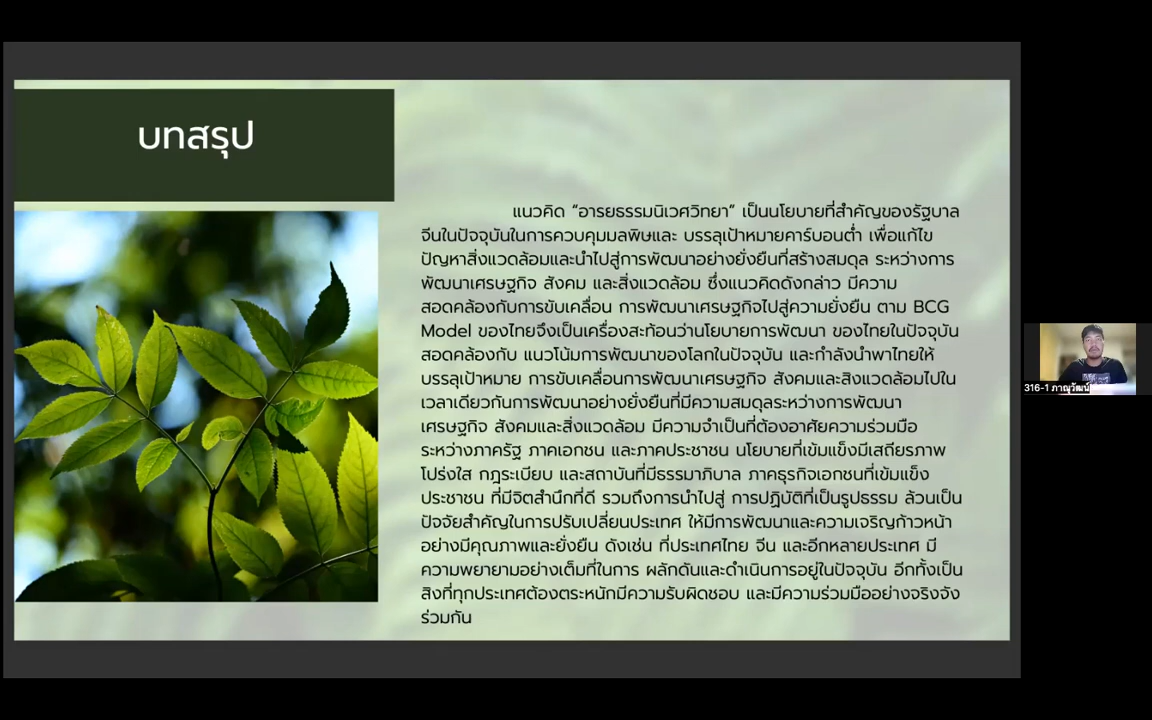 บทสรุป
แนวคิด “อารยธรรมนิเวศวิทยา” เป็นนโยบายที่สำคัญของรัฐบาล
จีนในปัจจุบันในการควบคุมมลพิษและ บรรลุเป้าหมายคาร์บอนต่ำ เพื่อแก้ไข
ปัญหาสิ่งแวดล้อมและนำไปสู่การพัฒนาอย่างยั่งยืนที่สร้างสมดุล ระหว่างการ
พัฒนาเศรษฐกิจ สังคม และสิ่งแวดล้อม ซึ่งแนวคิดดังกล่าว มีความ
สอดคล้องกับการขับเคลื่อน การพัฒนาเศรษฐกิจไปสู่ความยั่งยืน ตาม BCG
Model ของไทยจึงเป็นเครื่องสะท้อนว่านโยบายการพัฒนา ของไทยในปัจจุบัน
สอดคล้องกับ แนวโน้มการพัฒนาของโลกในปัจจุบัน และกำลังนำพาไทยให้
บรรลุเป้าหมาย การขับเคลื่อนการพัฒนาเศรษฐกิจ สังคมและสิงแวดล้อมไปใน
เวลาเดียวกันการพัฒนาอย่างยั่งยืนที่มีความสมดุลระหว่างการพัฒนา
เศรษฐกิจ สังคมและสิ่งแวดล้อม มีความจำเป็นที่ต้องอาศัยความร่วมมือ
ระหว่างภาครัฐ ภาคเอกชน และภาคประชาชน นโยบายที่เข้มแข็งมีเสถียรภาพ
โปร่งใส กฎระเบียบ และสถาบันที่มีธรรมาภิบาล ภาคธุรกิจเอกชนที่เข้มแข็ง
ประชาชน ที่มีจิตสำนึกที่ดี รวมถึงการนำไปสู่ การปฏิบัติที่เป็นรูปธรรม ล้วนเป็น
ปัจจัยสำคัญในการปรับเปลี่ยนประเทศ ให้มีการพัฒนาและความเจริญก้าวหน้า
อย่างมีคุณภาพและยั่งยืน ดังเช่น ที่ประเทศไทย จีน และอีกหลายประเทศ มี
ความพยายามอย่างเต็มที่ในการ ผลักดันและดำเนินการอยู่ในปัจจุบัน อีกทั้งเป็น
สิงที่ทุกประเทศต้องตระหนักมีความรับผิดชอบ และมีความร่วมมืออย่างจริงจัง
ร่วมกัน
316-1 ภาณุวัฒน์